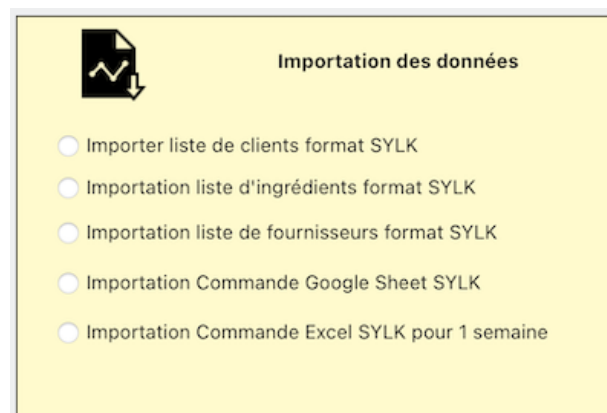 Importation des données
Importer liste de clients format SYLK
Importation liste d'ingrédients format SYLK
Importation liste de fournisseurs format SYLK
Importation Commande Google Sheet SYLK
Importation Commande Excel SYLK pour 1 semaine